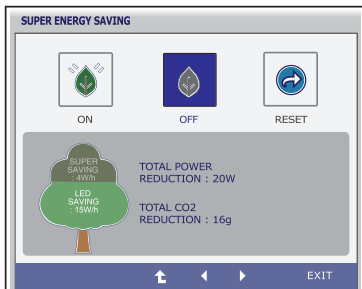 SUPER ENERGY SAVING
ON
OFF
RESET
SUPER
SAVING
: 4W/h
LED
SAVING
: 15W/h
TOTAL POWER
REDUCTION : 20W
TOTAL CO2
REDUCTION : 16g
EXIT